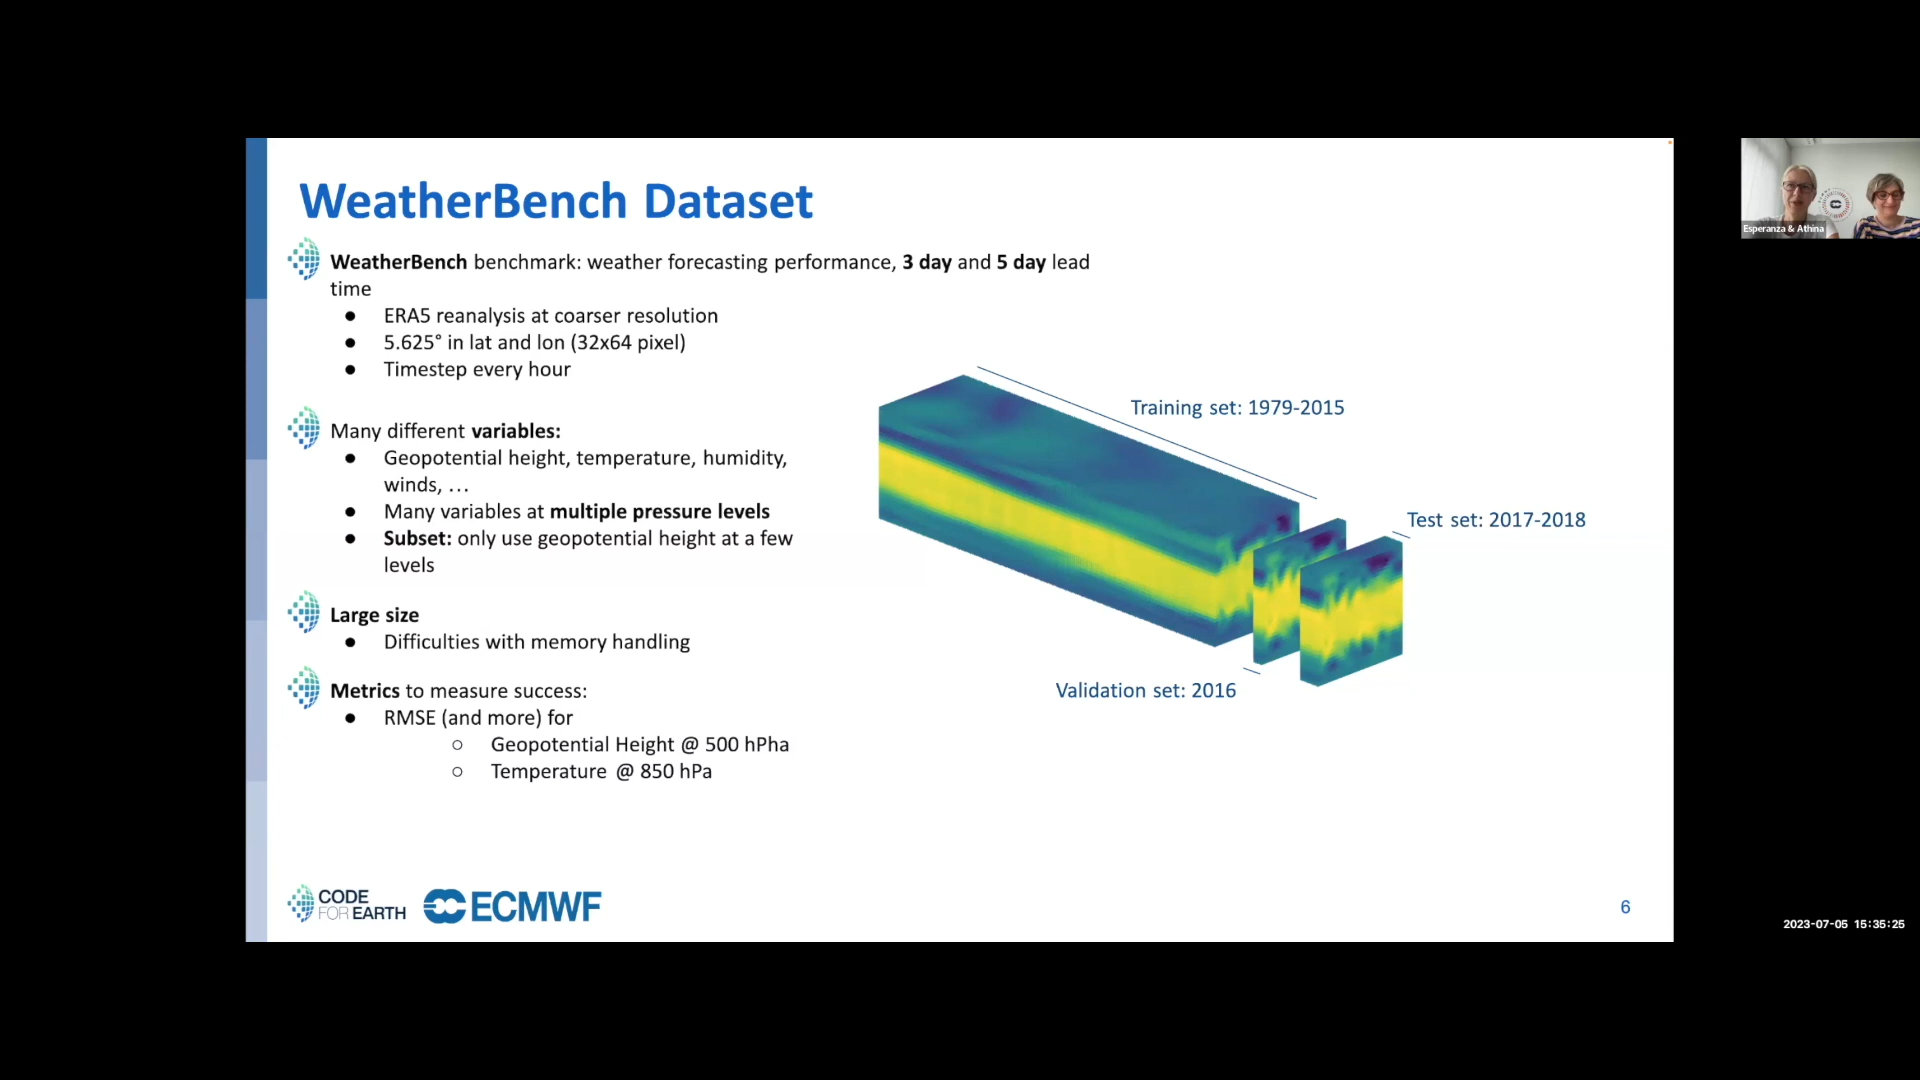 WeatherBench Dataset
WeatherBench benchmark: weather forecasting performance, 3 day and 5 day lead
time
● ERA5 reanalysis at coarser resolution
● 5.625° in lat and lon (32x64 pixel)
● Timestep every hour
Many different variables:
● Geopotential height, temperature, humidity,
winds, …
● Many variables at multiple pressure levels
● Subset: only use geopotential height at a few
levels
Large size
● Difficulties with memory handling
Metrics to measure success:
● RMSE (and more) for
○ Geopotential Height @ 500 hPha
○ Temperature @ 850 hPa
Training set: 1979-2015
Test set: 2017-2018
Validation set: 2016
CODE
FOR EARTH
ECMWF
6
Esperanza & Athina
2023-07-05 15:35:25